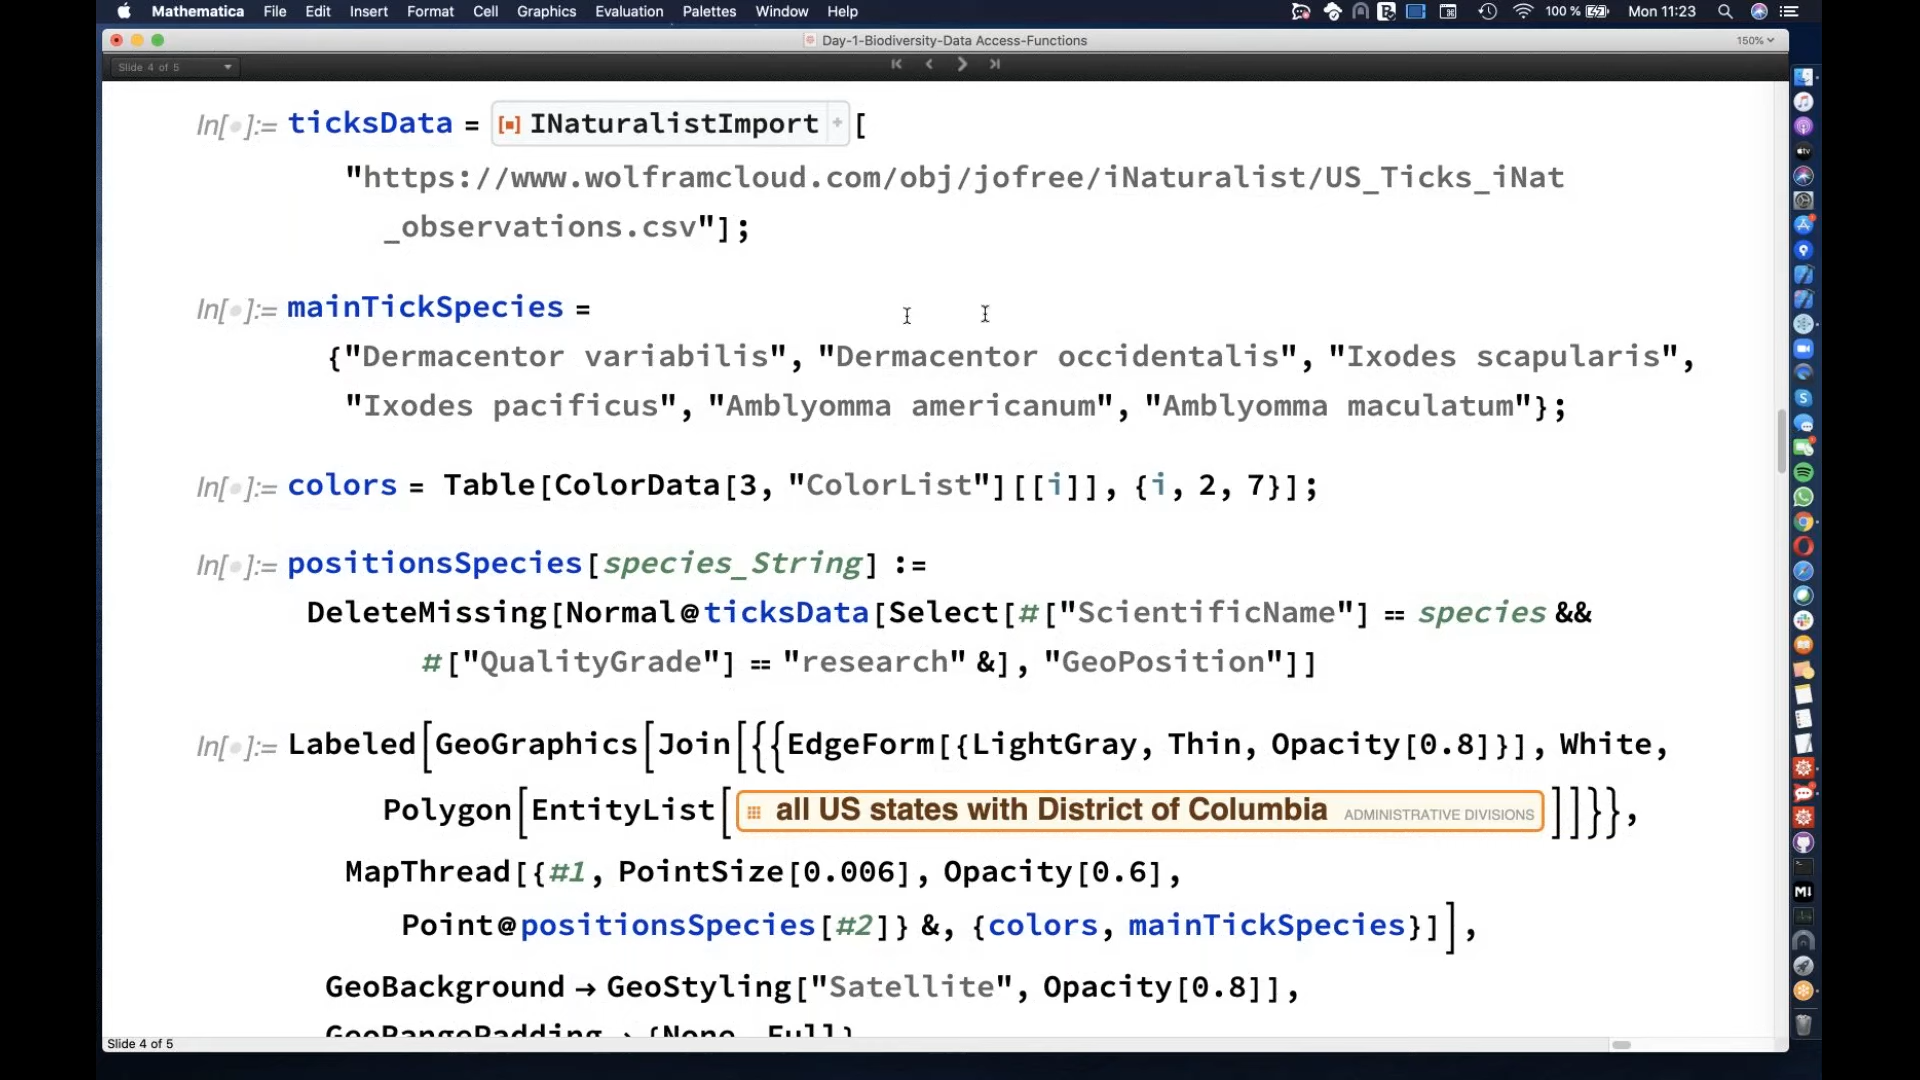 Mathematica File Edit Insert Format Cell Graphics Evaluation Palettes Window Help 100 % Mon 11:23
Day-1-Biodiversity-Data Access-Functions 150%
Slide 4 of 5
In[ ]:= ticksData = INaturalistImport + [
"https://www.wolframcloud.com/obj/jofree/iNaturalist/US_Ticks_iNat
_observations.csv"];
In[ ]:= mainTickSpecies =
{"Dermacentor variabilis", "Dermacentor occidentalis", "Ixodes scapularis",
"Ixodes pacificus", "Amblyomma americanum", "Amblyomma maculatum"};
In[ ]:= colors = Table[ColorData[3, "ColorList"][[i]], {i, 2, 7}];
In[ ]:= positionsSpecies[species_String] :=
DeleteMissing[Normal@ticksData[Select[#["ScientificName"] == species &&
#["QualityGrade"] == "research" &], "GeoPosition"]]
In[ ]:= Labeled[GeoGraphics[Join[{{EdgeForm[{LightGray, Thin, Opacity[0.8]}], White,
Polygon[EntityList[ all US states with District of Columbia ADMINISTRATIVE DIVISIONS ]]}},
MapThread[{#1, PointSize[0.006], Opacity[0.6],
Point@positionsSpecies[#2]} &, {colors, mainTickSpecies}]],
GeoBackground → GeoStyling["Satellite", Opacity[0.8]],
GeoRangePadding → {None, Full}
Slide 4 of 5